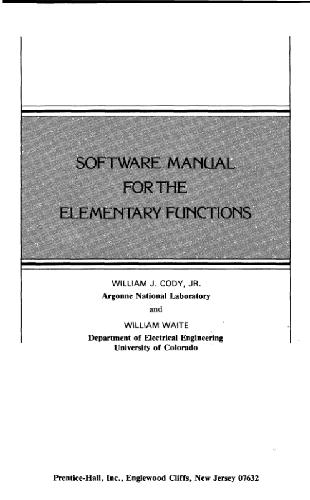 SOFTWARE MANUAL
FOR THE
ELEMENTARY FUNCTIONS
WILLIAM J. CODY, JR.
Argonne National Laboratory
and
WILLIAM WAITE
Department of Electrical Engineering
University of Colorado
Prentice-Hall, Inc., Englewood Cliffs, New Jersey 07632